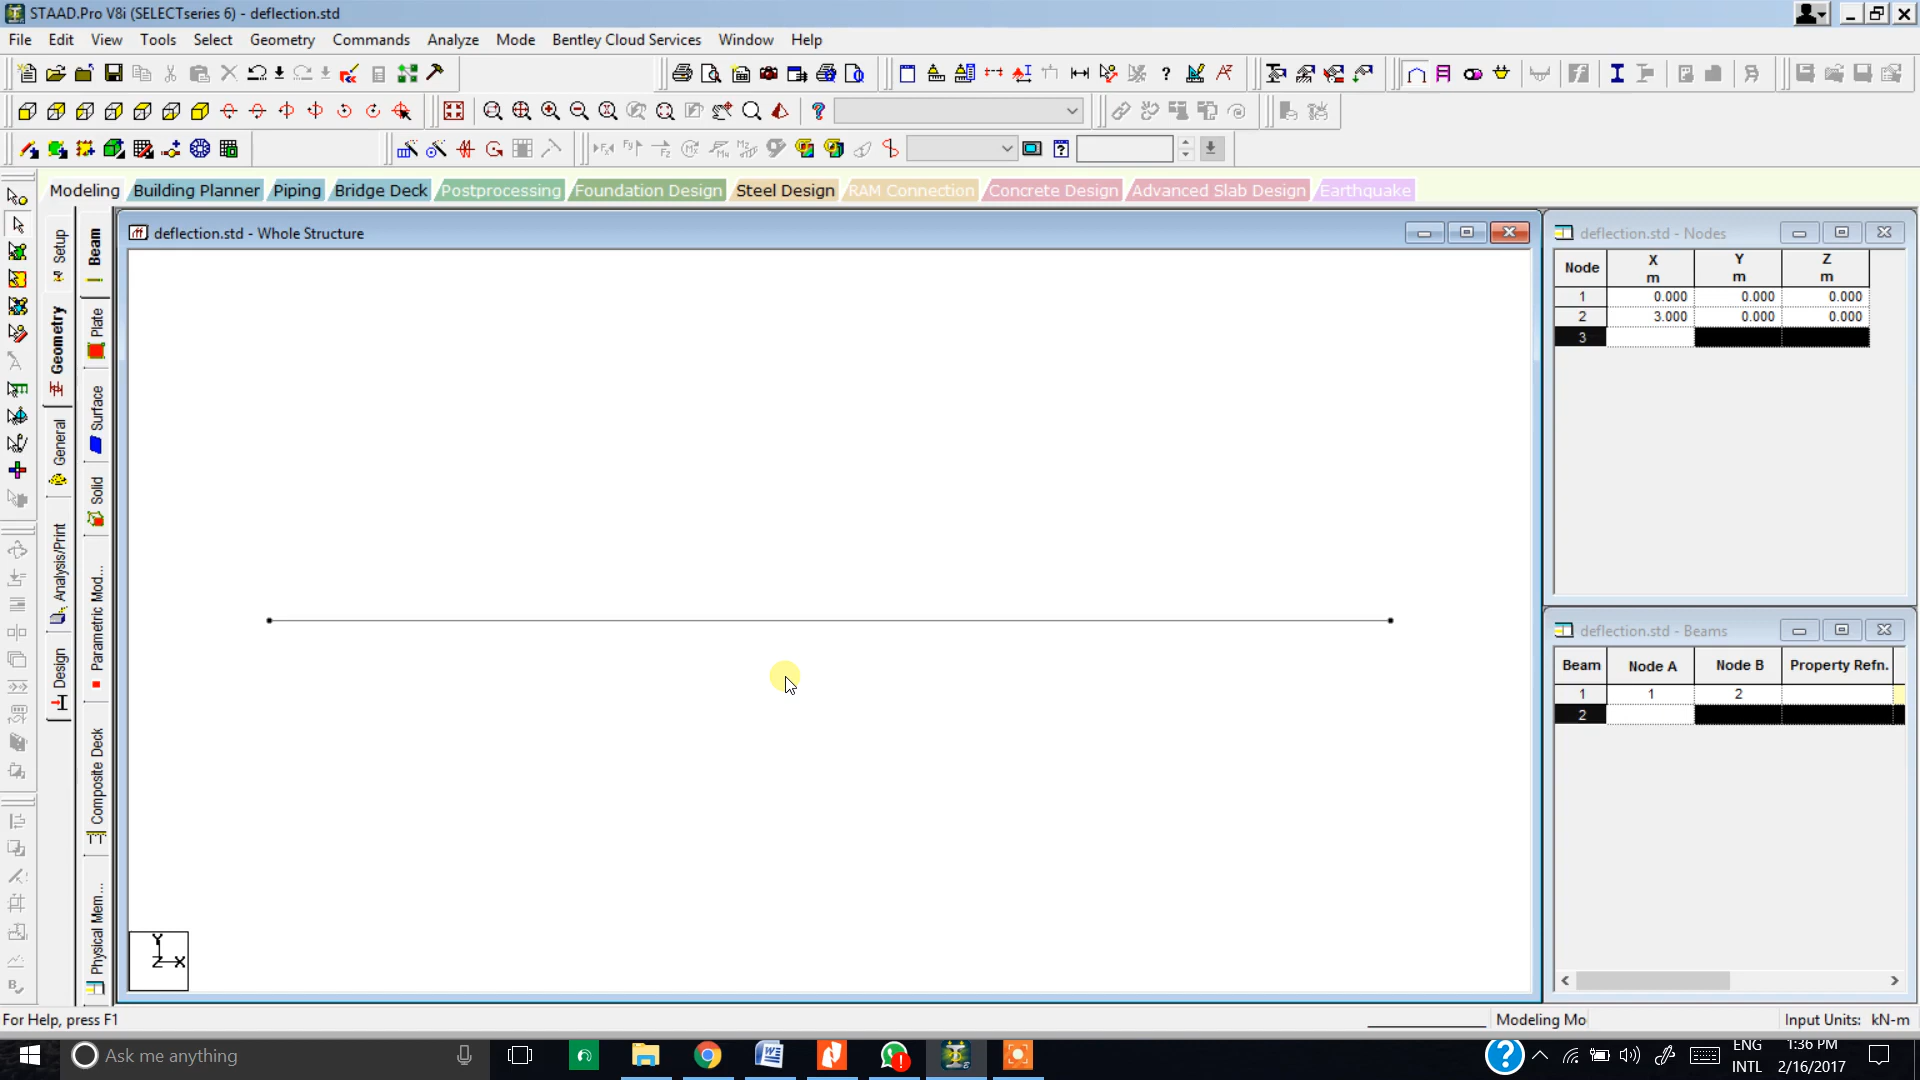 STAAD.Pro V8i (SELECTseries 6) - deflection.std
File Edit View Tools Select Geometry Commands Analyze Mode Bentley Cloud Services Window Help
Modeling Building Planner Piping Bridge Deck Postprocessing Foundation Design Steel Design RAM Connection Concrete Design Advanced Slab Design Earthquake
Setup
Geometry
General
Analysis/Print
Design
Beam
Plate
Surface
Solid
Parametric Mod...
Composite Deck
Physical Mem...
deflection.std - Whole Structure
Y
Z X
deflection.std - Nodes
Node X m Y m Z m
1 0.000 0.000 0.000
2 3.000 0.000 0.000
3
deflection.std - Beams
Beam Node A Node B Property Refn.
1 1 2
2
For Help, press F1
Modeling Mo
Input Units: kN-m
Ask me anything
ENG
INTL
1:36 PM
2/16/2017